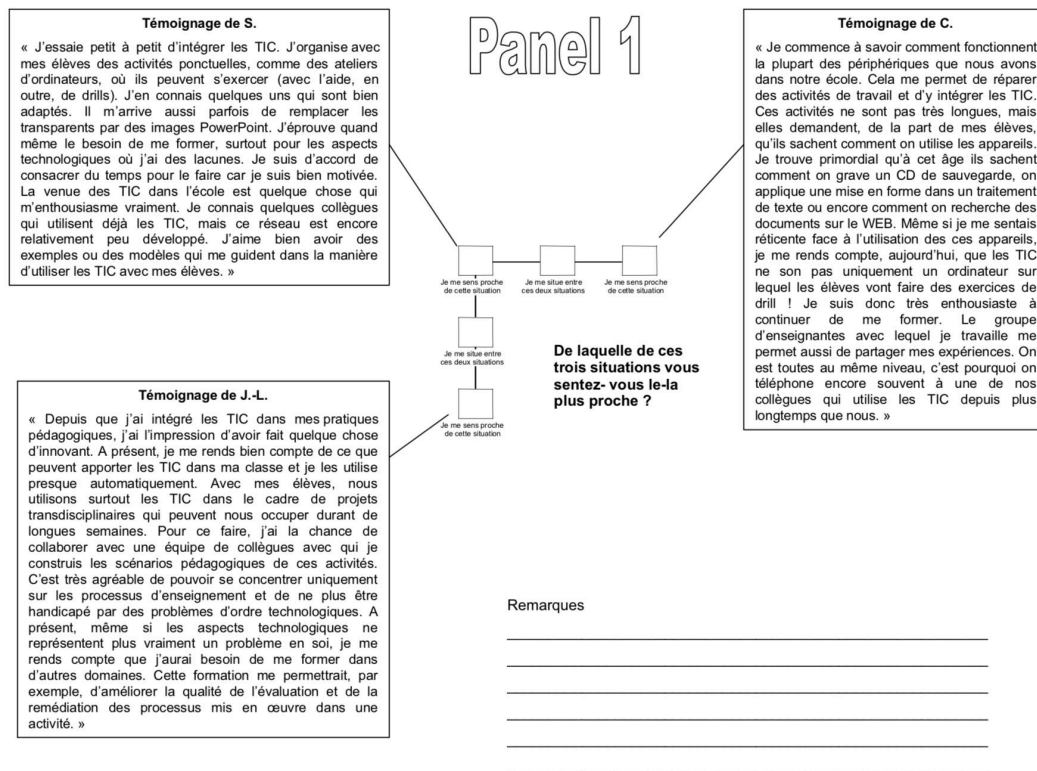 Témoignage de S.
« J'essaie petit à petit d'intégrer les TIC. J'organise avec
mes élèves des activités ponctuelles, comme des ateliers
d'ordinateurs, où ils peuvent s'exercer (avec l'aide, en
outre, de drills). J'en connais quelques uns qui sont bien
adaptés. Il m'arrive aussi parfois de remplacer les
transparents par des images PowerPoint. J'éprouve quand
même le besoin de me former, surtout pour les aspects
technologiques où j'ai des lacunes. Je suis d'accord de
consacrer du temps pour le faire car je suis bien motivée.
La venue des TIC dans l'école est quelque chose qui
m'enthousiasme vraiment. Je connais quelques collègues
qui utilisent déjà les TIC, mais ce réseau est encore
relativement peu développé. J'aime bien avoir des
exemples ou des modèles qui me guident dans la manière
d'utiliser les TIC avec mes élèves. »
Panel 1
Témoignage de C.
« Je commence à savoir comment fonctionnent
la plupart des périphériques que nous avons
dans notre école. Cela me permet de réparer
des activités de travail et d'y intégrer les TIC.
Ces activités ne sont pas très longues, mais
elles demandent, de la part de mes élèves,
qu'ils sachent comment on utilise les appareils.
Je trouve primordial qu'à cet âge ils sachent
comment on grave un CD de sauvegarde, on
applique une mise en forme dans un traitement
de texte ou encore comment on recherche des
documents sur le WEB. Même si je me sentais
réticente face à l'utilisation des ces appareils,
je me rends compte, aujourd'hui, que les TIC
ne son pas uniquement un ordinateur sur
lequel les élèves vont faire des exercices de
drill ! Je suis donc très enthousiaste à
continuer de me former. Le groupe
d'enseignantes avec lequel je travaille me
permet aussi de partager mes expériences. On
est toutes au même niveau, c'est pourquoi on
téléphone encore souvent à une de nos
collègues qui utilise les TIC depuis plus
longtemps que nous. »
Je me sens proche
de cette situation
Je me situe entre
ces deux situations
Je me sens proche
de cette situation
Je me situe entre
ces deux situations
Je me sens proche
de cette situation
De laquelle de ces
trois situations vous
sentez- vous le-la
plus proche ?
Témoignage de J.-L.
« Depuis que j'ai intégré les TIC dans mes pratiques
pédagogiques, j'ai l'impression d'avoir fait quelque chose
d'innovant. A présent, je me rends bien compte de ce que
peuvent apporter les TIC dans ma classe et je les utilise
presque automatiquement. Avec mes élèves, nous
utilisons surtout les TIC dans le cadre de projets
transdisciplinaires qui peuvent nous occuper durant de
longues semaines. Pour ce faire, j'ai la chance de
collaborer avec une équipe de collègues avec qui je
construis les scénarios pédagogiques de ces activités.
C'est très agréable de pouvoir se concentrer uniquement
sur les processus d'enseignement et de ne plus être
handicapé par des problèmes d'ordre technologiques. A
présent, même si les aspects technologiques ne
représentent plus vraiment un problème en soi, je me
rends compte que j'aurai besoin de me former dans
d'autres domaines. Cette formation me permettrait, par
exemple, d'améliorer la qualité de l'évaluation et de la
remédiation des processus mis en œuvre dans une
activité. »
Remarques